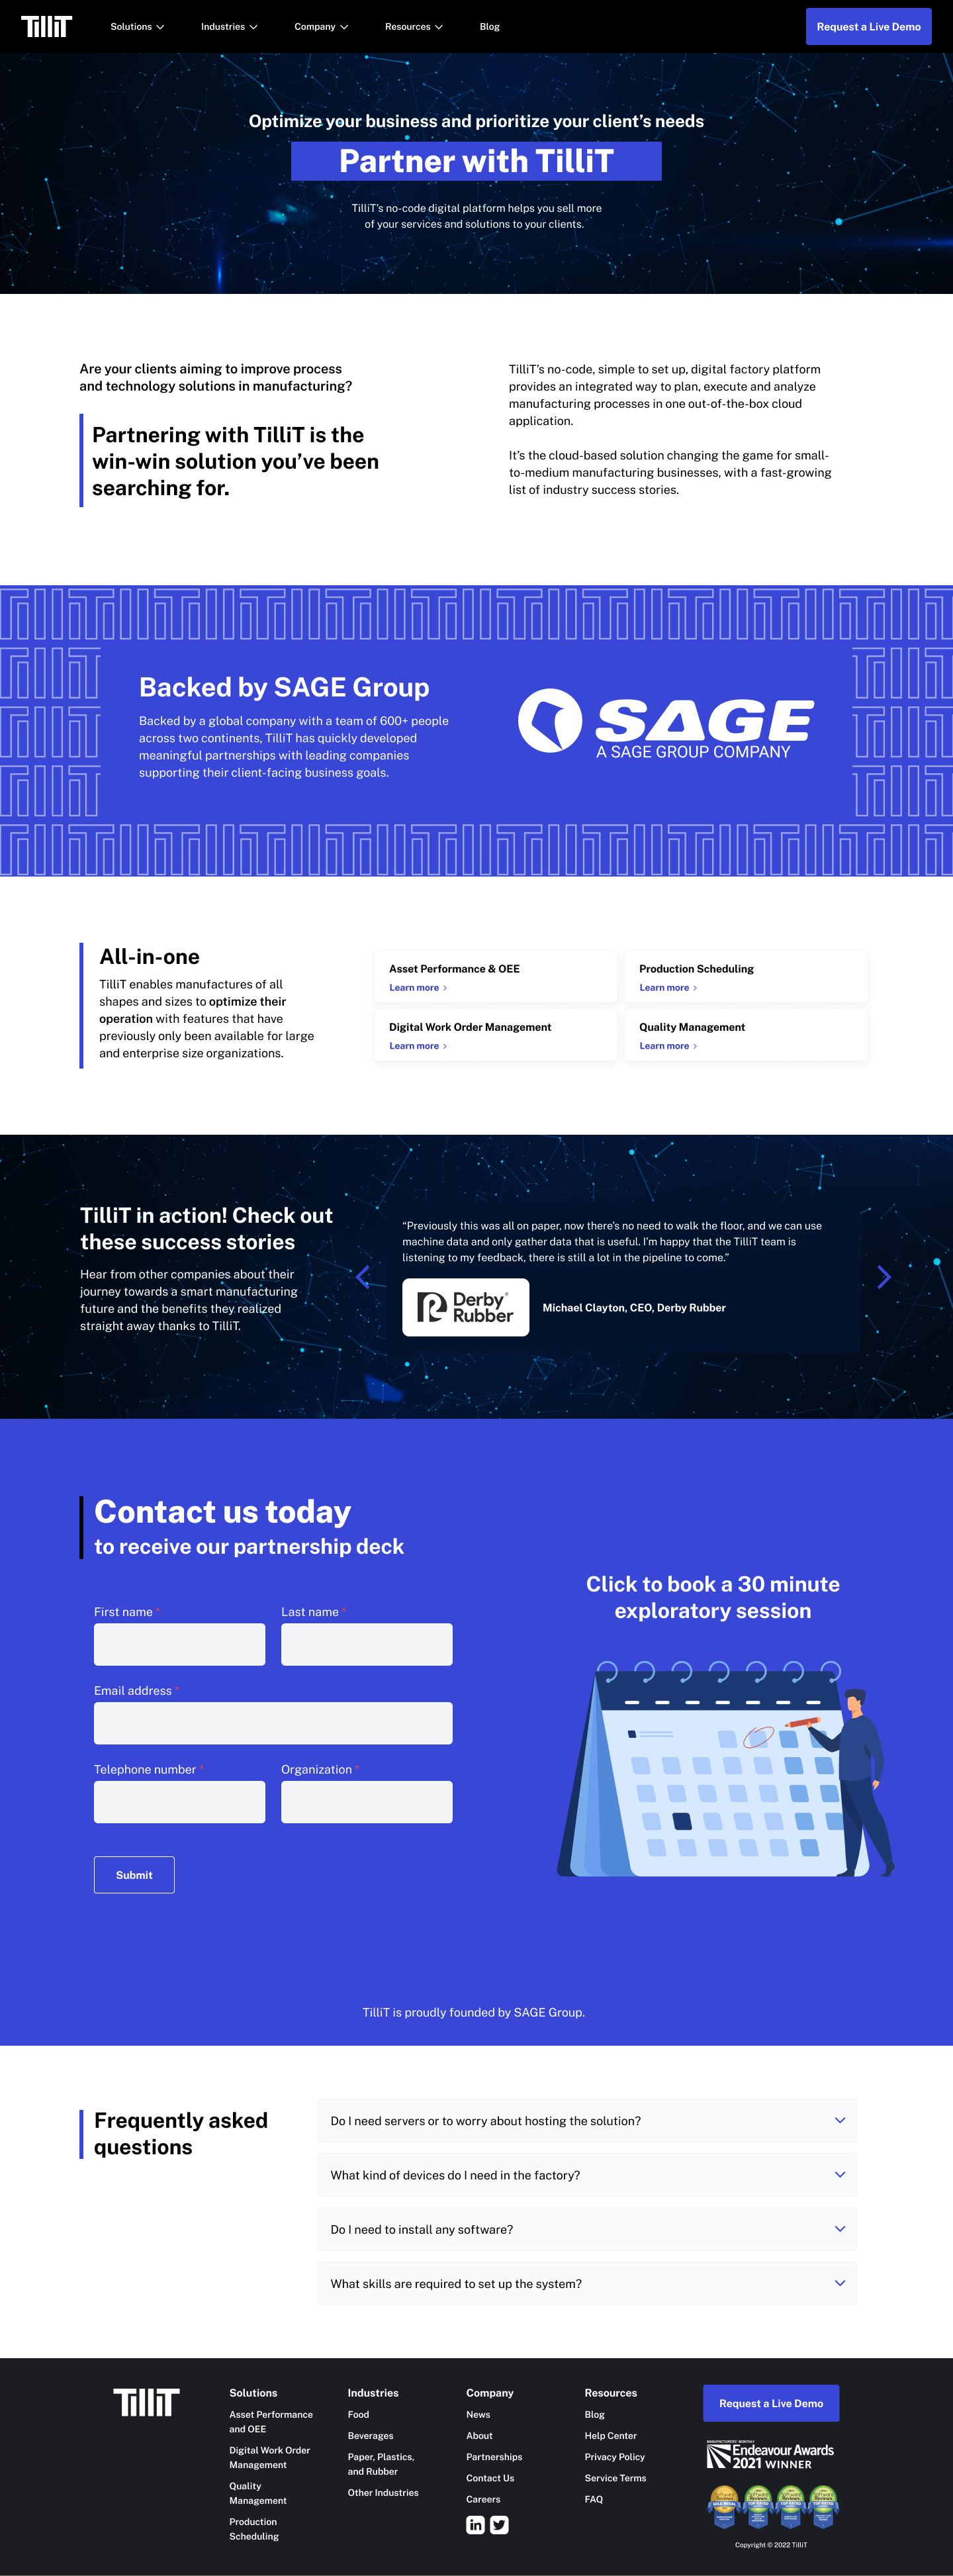 TilliT
Solutions
Industries
Company
Resources
Blog
Request a Live Demo
Optimize your business and prioritize your client’s needs
Partner with TilliT
TilliT’s no-code digital platform helps you sell more
of your services and solutions to your clients.
Are your clients aiming to improve process
and technology solutions in manufacturing?
Partnering with TilliT is the
win-win solution you’ve been
searching for.
TilliT’s no-code, simple to set up, digital factory platform
provides an integrated way to plan, execute and analyze
manufacturing processes in one out-of-the-box cloud
application.
It’s the cloud-based solution changing the game for small-
to-medium manufacturing businesses, with a fast-growing
list of industry success stories.
Backed by SAGE Group
Backed by a global company with a team of 600+ people
across two continents, TilliT has quickly developed
meaningful partnerships with leading companies
supporting their client-facing business goals.
SAGE
A SAGE GROUP COMPANY
All-in-one
TilliT enables manufactures of all
shapes and sizes to optimize their
operation with features that have
previously only been available for large
and enterprise size organizations.
Asset Performance & OEE
Learn more
Production Scheduling
Learn more
Digital Work Order Management
Learn more
Quality Management
Learn more
TilliT in action! Check out
these success stories
Hear from other companies about their
journey towards a smart manufacturing
future and the benefits they realized
straight away thanks to TilliT.
“Previously this was all on paper, now there’s no need to walk the floor, and we can use
machine data and only gather data that is useful. I’m happy that the TilliT team is
listening to my feedback, there is still a lot in the pipeline to come.”
Derby
Rubber
Michael Clayton, CEO, Derby Rubber
Contact us today
to receive our partnership deck
First name *
Last name *
Email address *
Telephone number *
Organization *
Submit
Click to book a 30 minute
exploratory session
TilliT is proudly founded by SAGE Group.
Frequently asked
questions
Do I need servers or to worry about hosting the solution?
What kind of devices do I need in the factory?
Do I need to install any software?
What skills are required to set up the system?
TilliT
Solutions
Asset Performance
and OEE
Digital Work Order
Management
Quality
Management
Production
Scheduling
Industries
Food
Beverages
Paper, Plastics,
and Rubber
Other Industries
Company
News
About
Partnerships
Contact Us
Careers
in
Resources
Blog
Help Center
Privacy Policy
Service Terms
FAQ
Request a Live Demo
MANUFACTURERS' MONTHLY
Endeavour Awards
2021 WINNER
TOP RATED
TOP RATED
TOP RATED
Copyright © 2022 TilliT